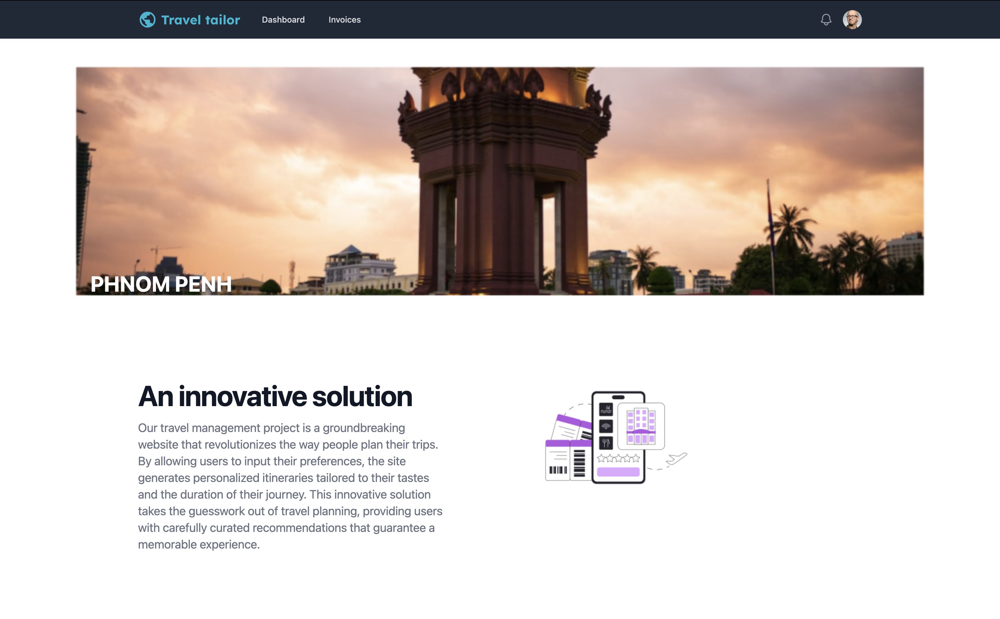 Travel tailor Dashboard Invoices
PHNOM PENH
An innovative solution
Our travel management project is a groundbreaking
website that revolutionizes the way people plan their trips.
By allowing users to input their preferences, the site
generates personalized itineraries tailored to their tastes
and the duration of their journey. This innovative solution
takes the guesswork out of travel planning, providing users
with carefully curated recommendations that guarantee a
memorable experience.